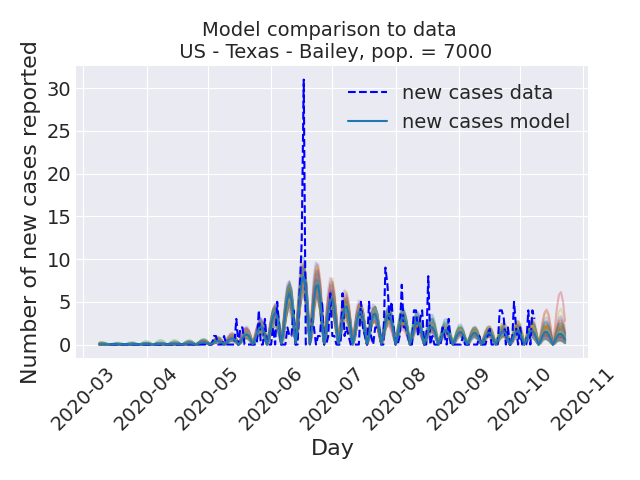 Model comparison to data
US - Texas - Bailey, pop. = 7000
Number of new cases reported
30
25
20
15
10
5
0
new cases data
new cases model
2020-03
2020-04
2020-05
2020-06
2020-07
2020-08
2020-09
2020-10
2020-11
Day